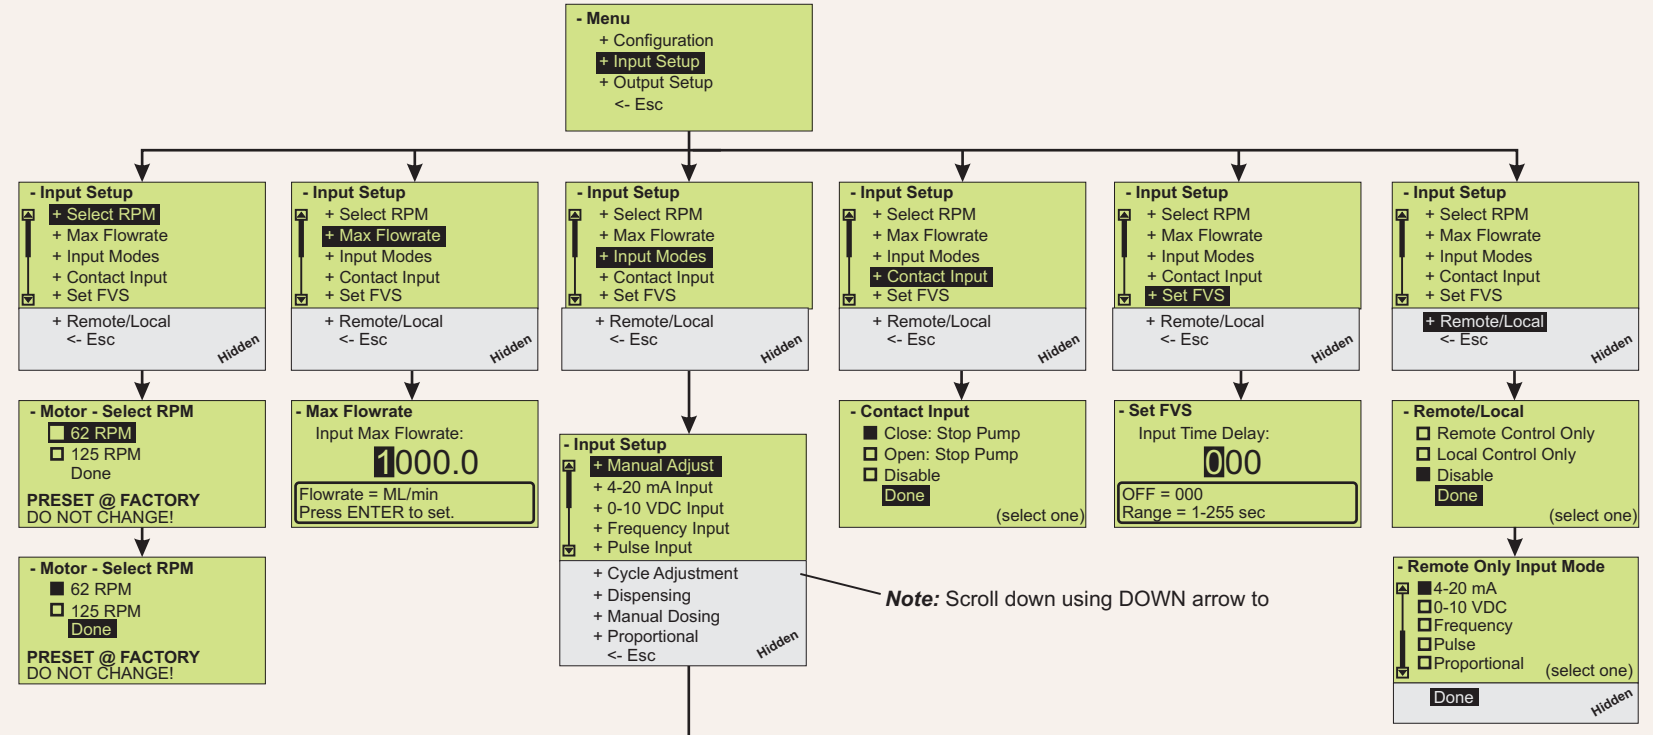 - Menu
+ Configuration
+ Input Setup
+ Output Setup
<- Esc
- Input Setup
+ Select RPM
+ Max Flowrate
+ Input Modes
+ Contact Input
+ Set FVS
+ Remote/Local
<- Esc
Hidden
- Motor - Select RPM
62 RPM
125 RPM
Done
PRESET @ FACTORY
DO NOT CHANGE!
- Motor - Select RPM
62 RPM
125 RPM
Done
PRESET @ FACTORY
DO NOT CHANGE!
- Input Setup
+ Select RPM
+ Max Flowrate
+ Input Modes
+ Contact Input
+ Set FVS
+ Remote/Local
<- Esc
Hidden
- Max Flowrate
Input Max Flowrate:
1000.0
Flowrate = ML/min
Press ENTER to set.
- Input Setup
+ Select RPM
+ Max Flowrate
+ Input Modes
+ Contact Input
+ Set FVS
+ Remote/Local
<- Esc
Hidden
- Input Setup
+ Manual Adjust
+ 4-20 mA Input
+ 0-10 VDC Input
+ Frequency Input
+ Pulse Input
+ Cycle Adjustment
+ Dispensing
+ Manual Dosing
+ Proportional
<- Esc
Hidden
Note: Scroll down using DOWN arrow to
- Input Setup
+ Select RPM
+ Max Flowrate
+ Input Modes
+ Contact Input
+ Set FVS
+ Remote/Local
<- Esc
Hidden
- Contact Input
Close: Stop Pump
Open: Stop Pump
Disable
Done
(select one)
- Input Setup
+ Select RPM
+ Max Flowrate
+ Input Modes
+ Contact Input
+ Set FVS
+ Remote/Local
<- Esc
Hidden
- Set FVS
Input Time Delay:
000
OFF = 000
Range = 1-255 sec
- Input Setup
+ Select RPM
+ Max Flowrate
+ Input Modes
+ Contact Input
+ Set FVS
+ Remote/Local
<- Esc
Hidden
- Remote/Local
Remote Control Only
Local Control Only
Disable
Done
(select one)
- Remote Only Input Mode
4-20 mA
0-10 VDC
Frequency
Pulse
Proportional
(select one)
Done
Hidden